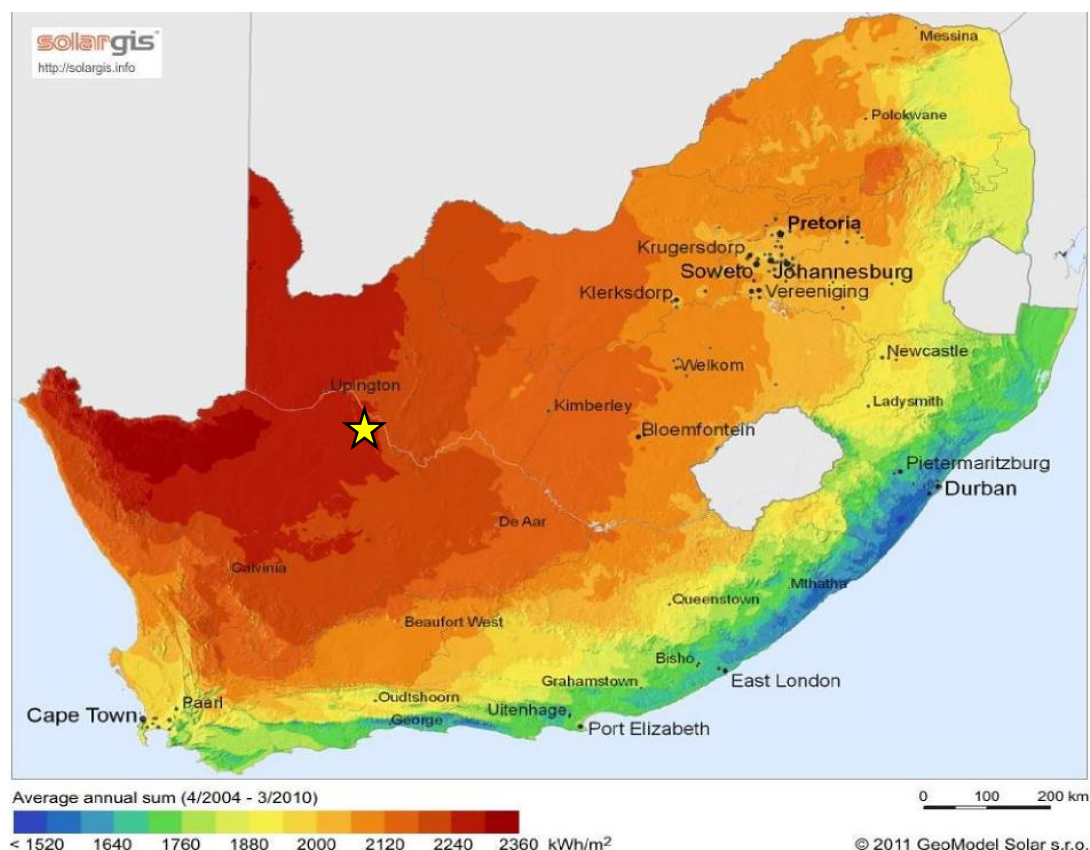 solargis
http://solargis.info
Messina
Polokwane
Pretoria
Krugersdorp
Soweto
Johannesburg
Klerksdorp
Vereeniging
Newcastle
Welkom
Upington
Kimberley
Ladysmith
Bloemfontein
Pietermaritzburg
Durban
De Aar
Calvinia
Mthatha
Queenstown
Beaufort West
Bisho
Grahamstown
East London
Oudtshoorn
Paarl
Uitenhage
Cape Town
George
Port Elizabeth
Average annual sum (4/2004 - 3/2010)
0 100 200 km
< 1520 1640 1760 1880 2000 2120 2240 2360 kWh/m²
© 2011 GeoModel Solar s.r.o.